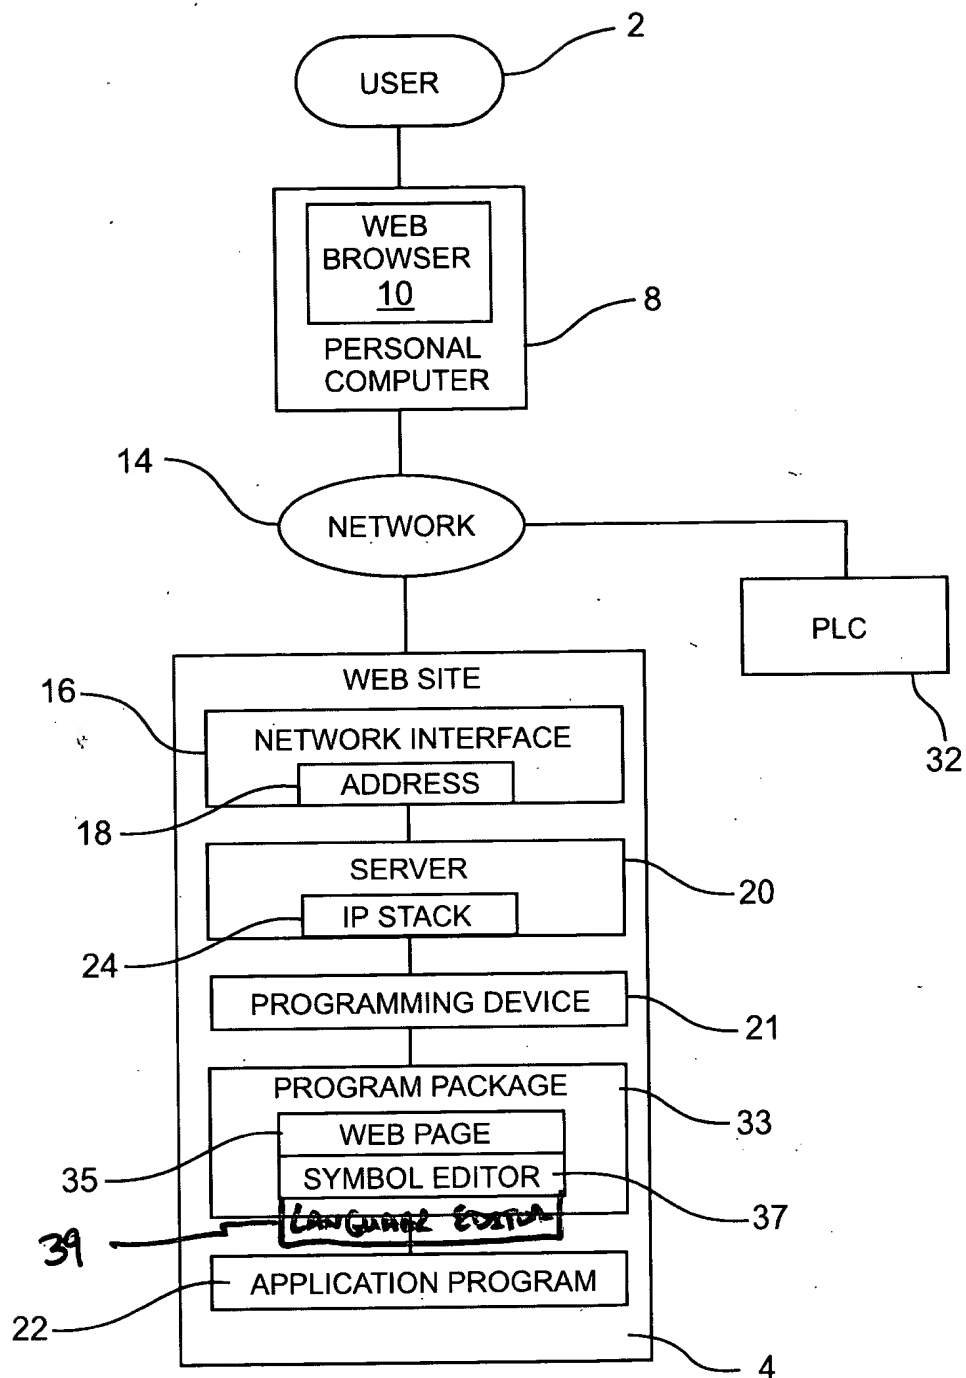 2
USER
WEB
BROWSER
10
8
PERSONAL
COMPUTER
14
NETWORK
PLC
32
WEB SITE
16
NETWORK INTERFACE
ADDRESS
18
SERVER
20
IP STACK
24
PROGRAMMING DEVICE
21
PROGRAM PACKAGE
33
WEB PAGE
35
SYMBOL EDITOR
37
LANGUAGE EDITOR
39
APPLICATION PROGRAM
22
4